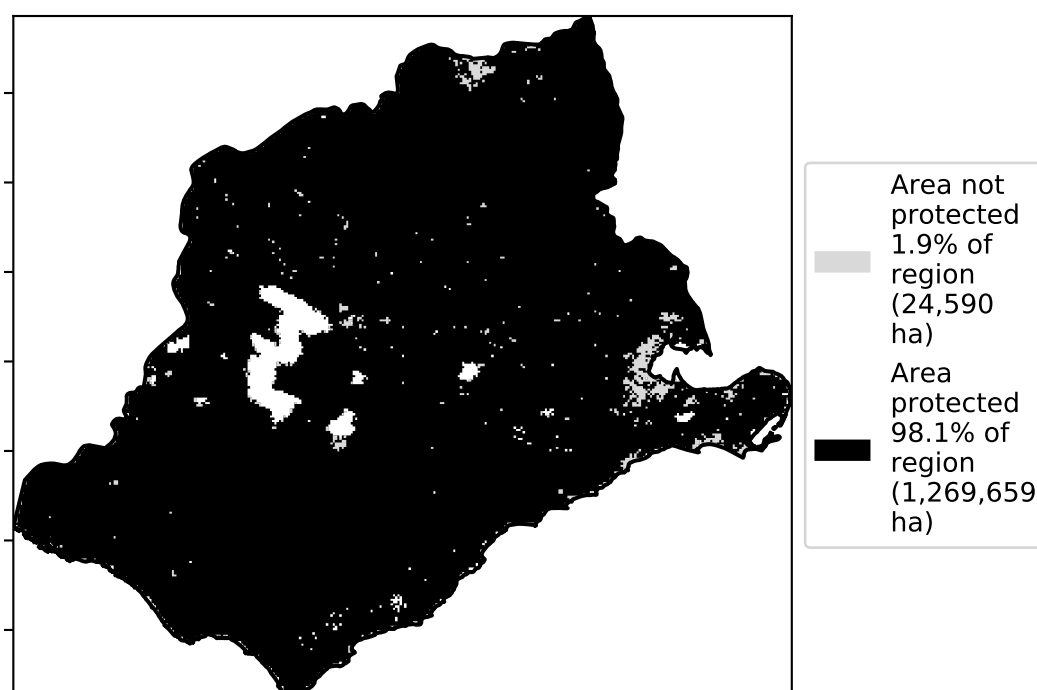 Area not
protected
1.9% of
region
(24,590
ha)
Area
protected
98.1% of
region
(1,269,659
ha)